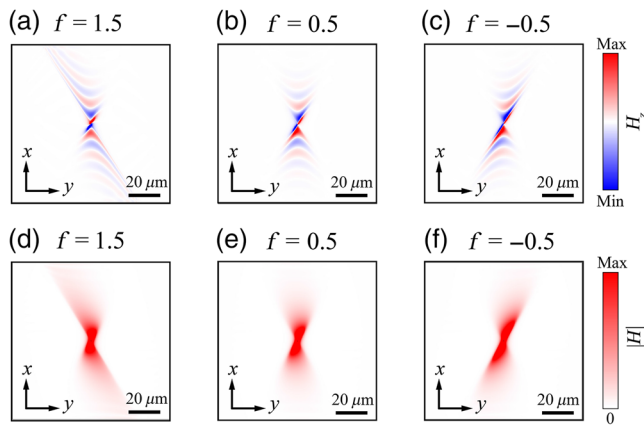 (a) f = 1.5
(b) f = 0.5
(c) f = −0.5
Max
H_z
Min
x
y
20 μm
x
y
20 μm
x
y
20 μm
(d) f = 1.5
(e) f = 0.5
(f) f = −0.5
Max
|H|
0
x
y
20 μm
x
y
20 μm
x
y
20 μm